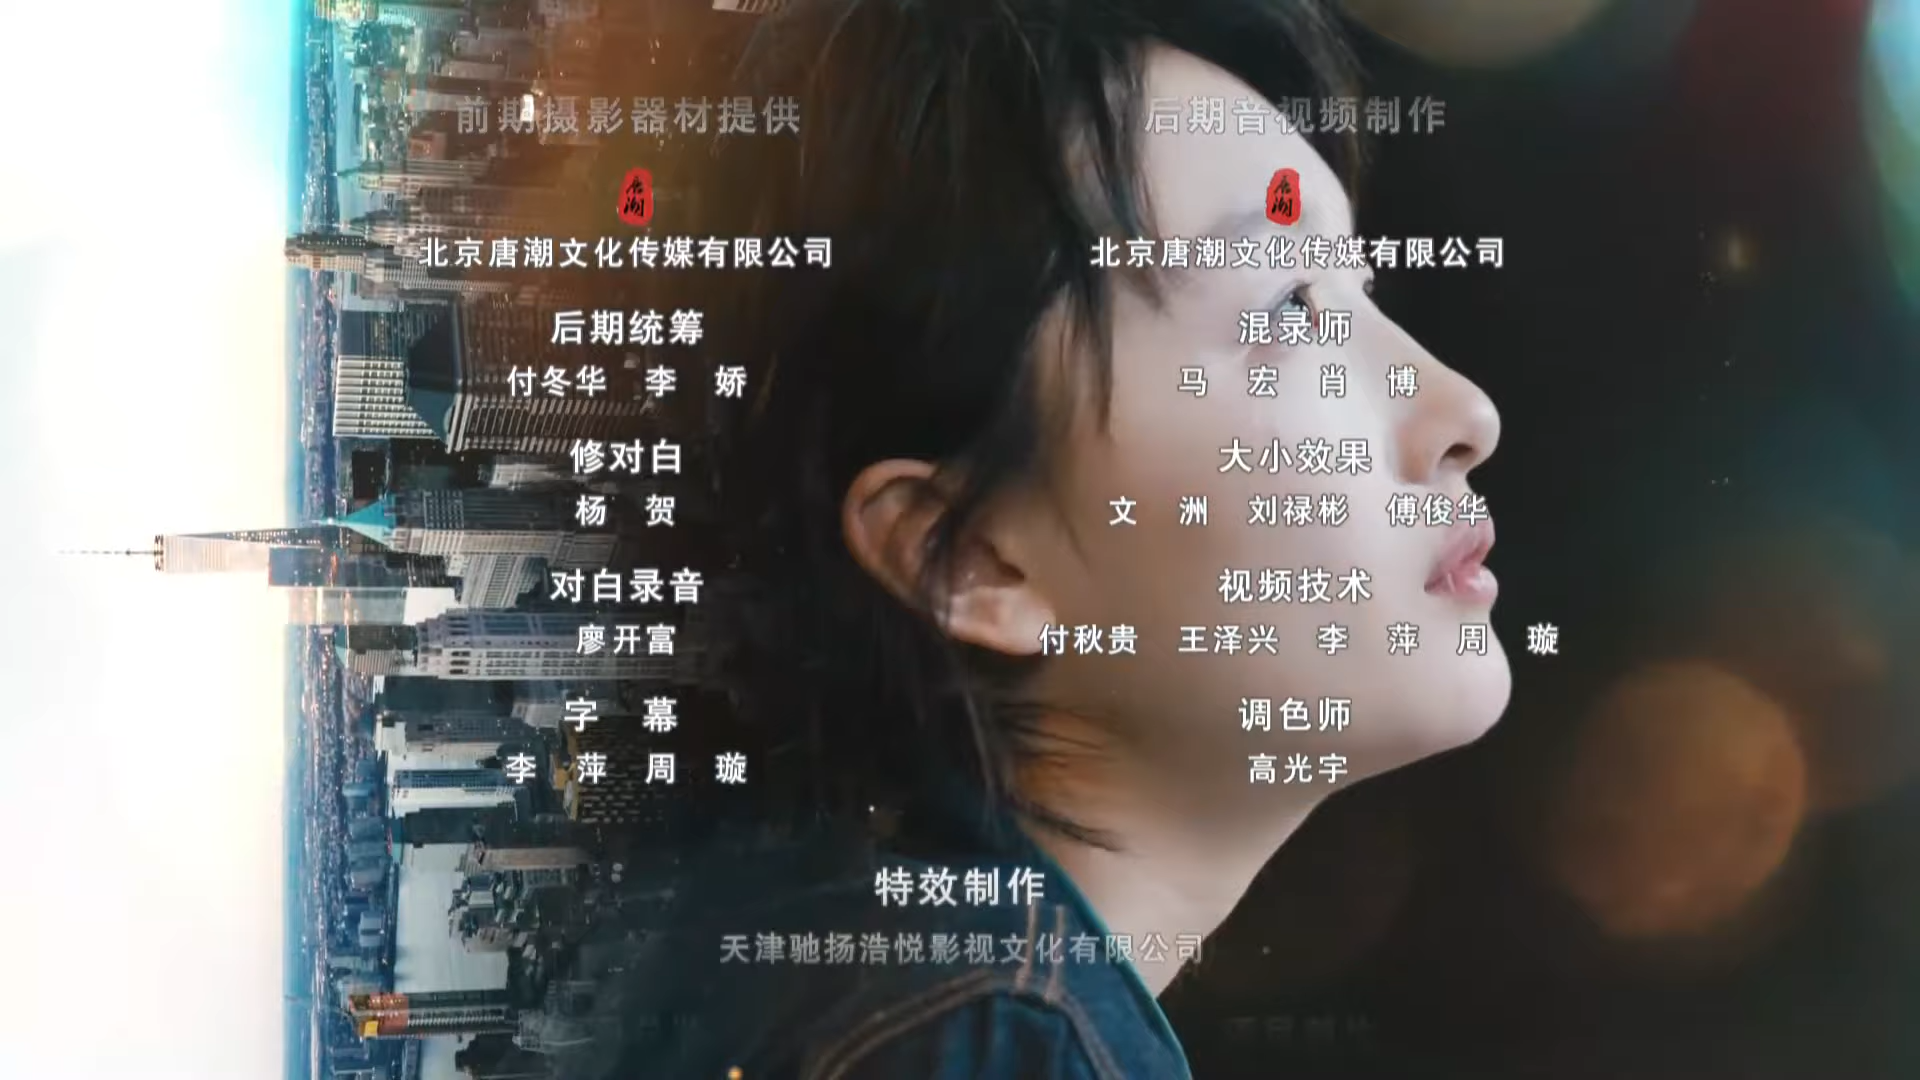 前期摄影器材提供
唐潮
北京唐潮文化传媒有限公司
后期统筹
付冬华 李 娇
修对白
杨 贺
对白录音
廖开富
字 幕
李 萍 周 璇
后期音视频制作
唐潮
北京唐潮文化传媒有限公司
混录师
马 宏 肖 博
大小效果
文 洲 刘禄彬 傅俊华
视频技术
付秋贵 王泽兴 李 萍 周 璇
调色师
高光宇
特效制作
天津驰扬浩悦影视文化有限公司